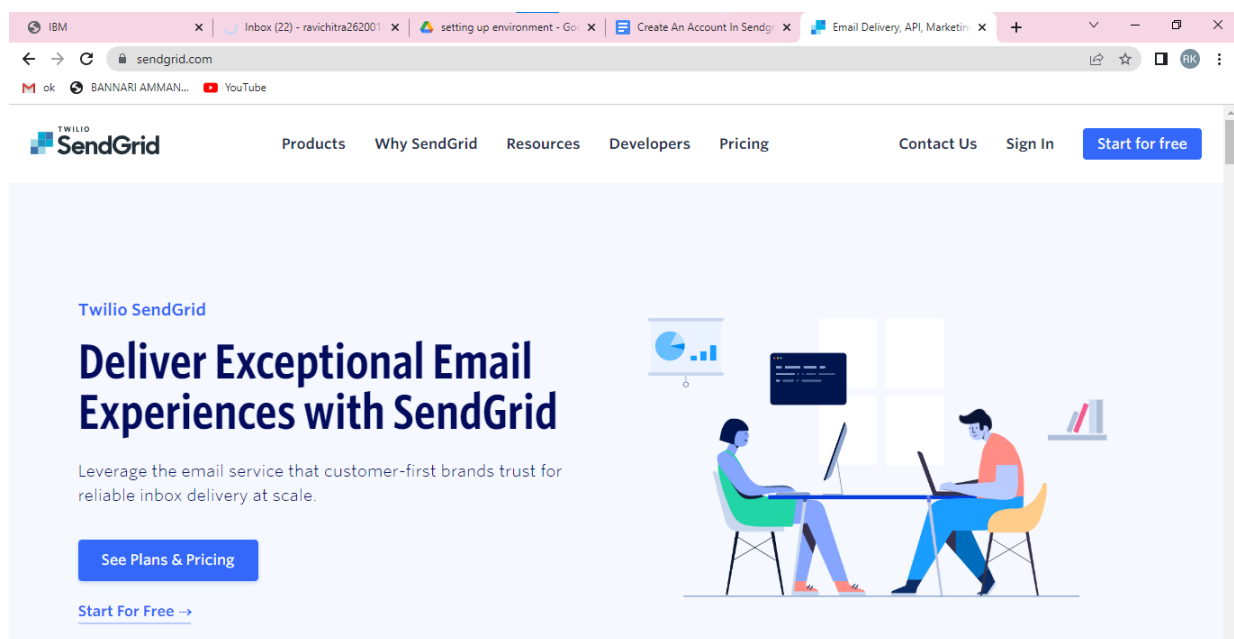 IBM
Inbox (22) - ravichitra262001
setting up environment - Goo
Create An Account In Sendgr
Email Delivery, API, Marketin
sendgrid.com
RK
ok
BANNARI AMMAN...
YouTube
TWILIO
SendGrid
Products
Why SendGrid
Resources
Developers
Pricing
Contact Us
Sign In
Start for free
Twilio SendGrid
Deliver Exceptional Email
Experiences with SendGrid
Leverage the email service that customer-first brands trust for
reliable inbox delivery at scale.
See Plans & Pricing
Start For Free